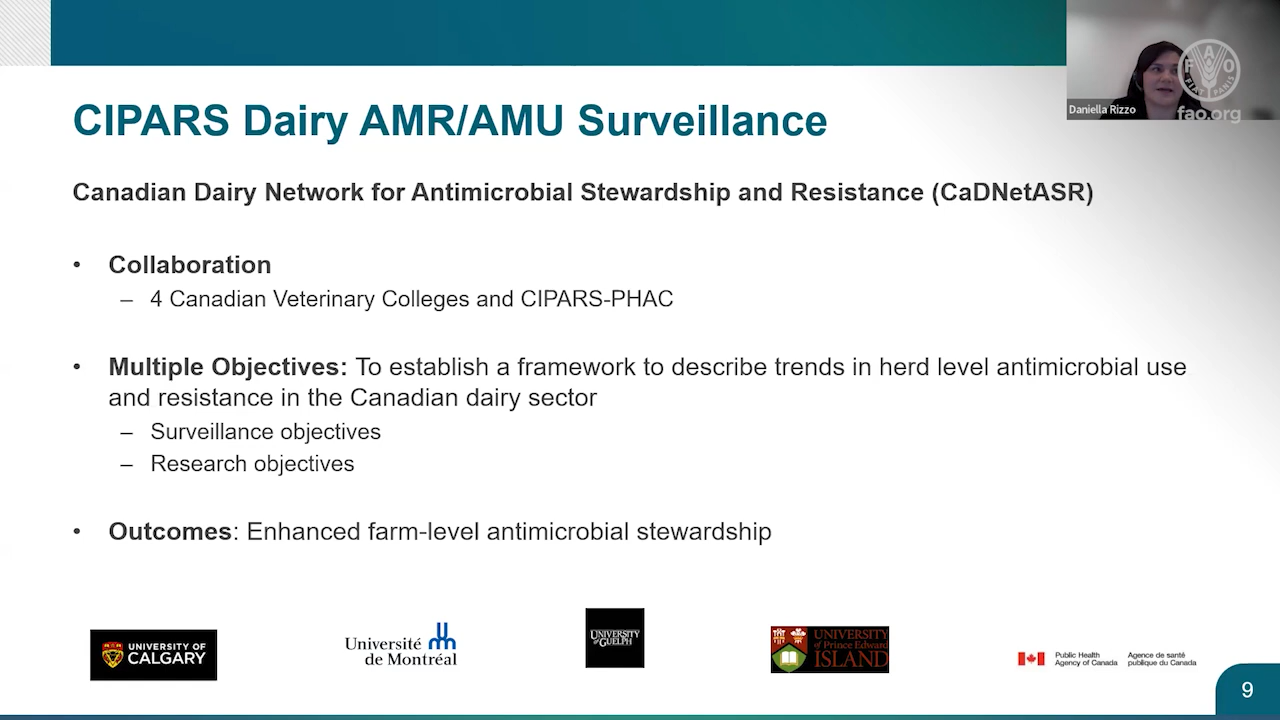 CIPARS Dairy AMR/AMU Surveillance
Daniella Rizzo
FAO
FIAT PANIS
fao.org
Canadian Dairy Network for Antimicrobial Stewardship and Resistance (CaDNetASR)
• Collaboration
– 4 Canadian Veterinary Colleges and CIPARS-PHAC
• Multiple Objectives: To establish a framework to describe trends in herd level antimicrobial use
and resistance in the Canadian dairy sector
– Surveillance objectives
– Research objectives
• Outcomes: Enhanced farm-level antimicrobial stewardship
UNIVERSITY OF
CALGARY
Université
de Montréal
UNIVERSITY
of GUELPH
UNIVERSITY
of Prince Edward
ISLAND
Public Health
Agency of Canada
Agence de santé
publique du Canada
9